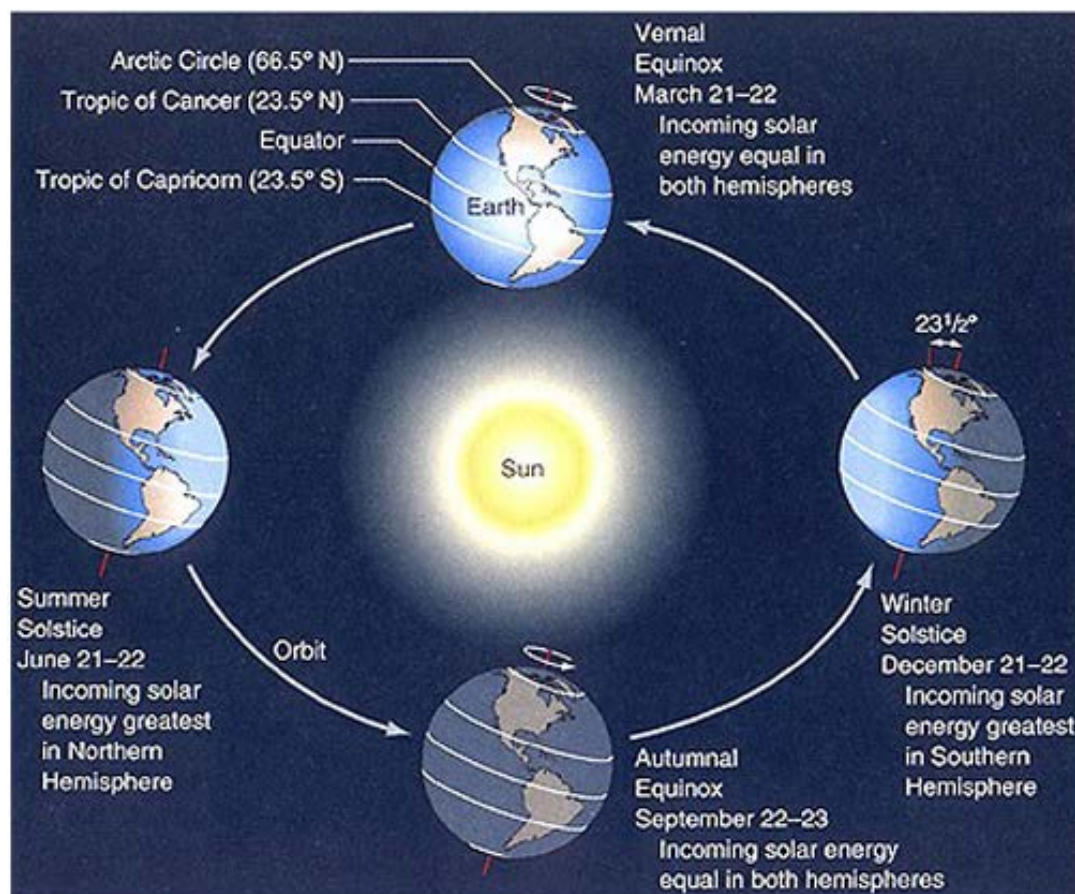 Arctic Circle (66.5° N)
Tropic of Cancer (23.5° N)
Equator
Tropic of Capricorn (23.5° S)
Earth
Vernal
Equinox
March 21–22
Incoming solar
energy equal in
both hemispheres
23 1/2°
Sun
Summer
Solstice
June 21–22
Incoming solar
energy greatest
in Northern
Hemisphere
Orbit
Autumnal
Equinox
September 22–23
Incoming solar energy
equal in both hemispheres
Winter
Solstice
December 21–22
Incoming solar
energy greatest
in Southern
Hemisphere